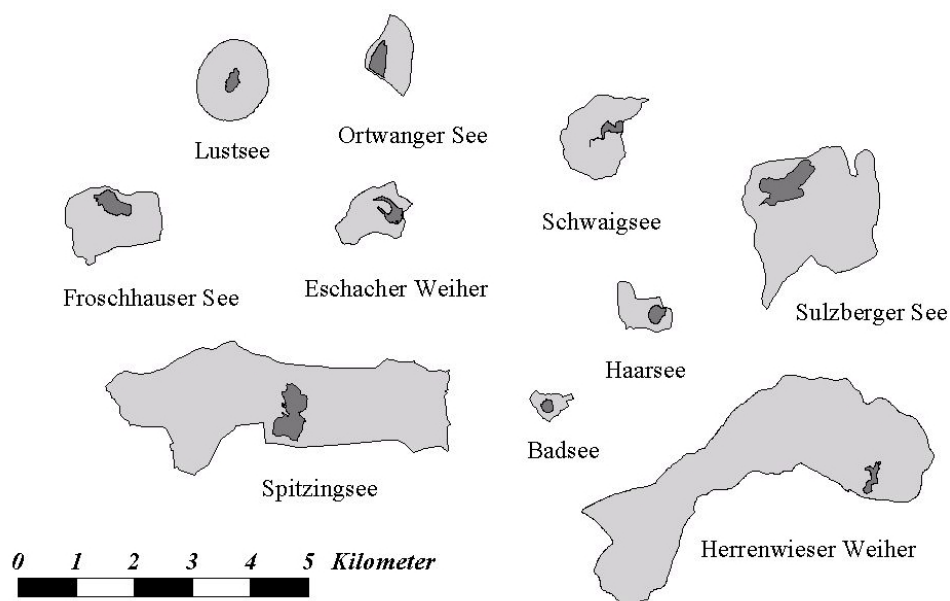 Lustsee
Ortwanger See
Schwaigsee
Froschhauser See
Eschacher Weiher
Sulzberger See
Haarsee
Badsee
Spitzingsee
Herrenwieser Weiher
0 1 2 3 4 5 Kilometer